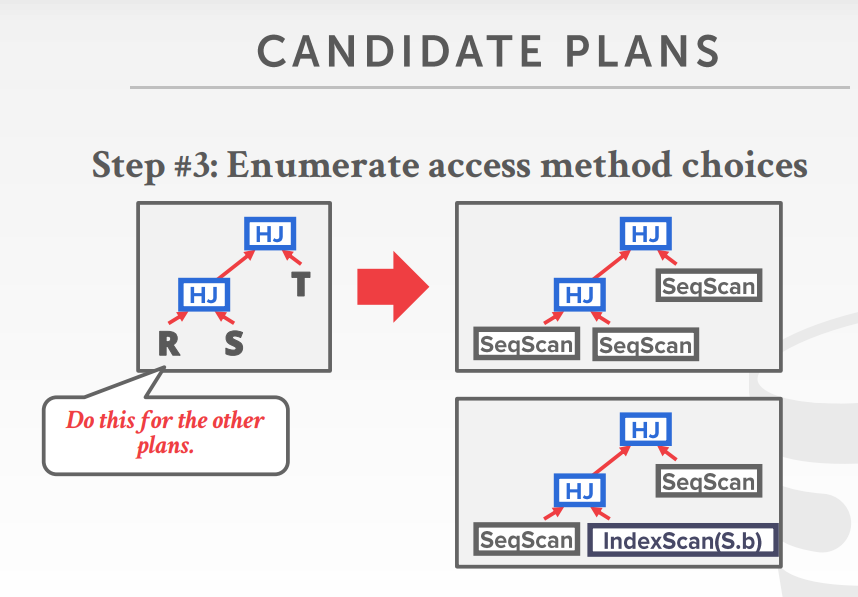 CANDIDATE PLANS
Step #3: Enumerate access method choices
HJ
HJ
T
R S
Do this for the other
plans.
HJ
HJ
SeqScan
SeqScan SeqScan
HJ
HJ
SeqScan
SeqScan IndexScan(S.b)